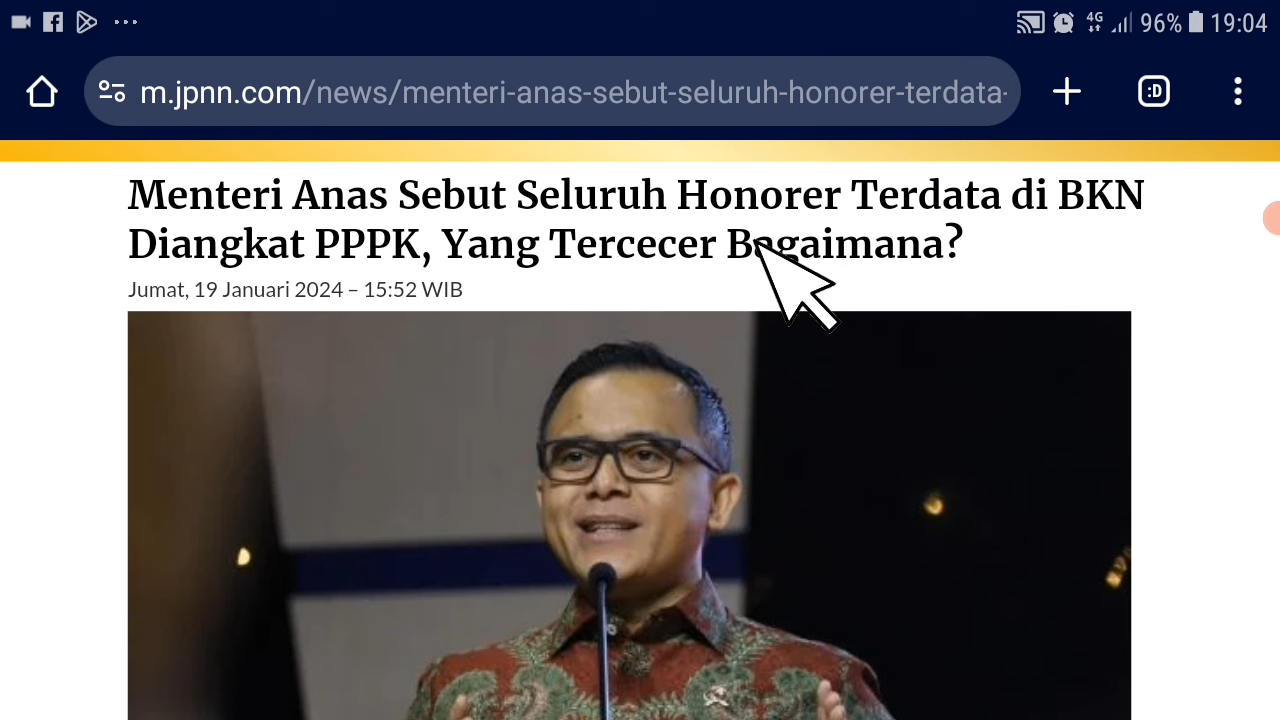 4G 96% 19:04
m.jpnn.com/news/menteri-anas-sebut-seluruh-honorer-terdata-
:D
Menteri Anas Sebut Seluruh Honorer Terdata di BKN
Diangkat PPPK, Yang Tercecer Bagaimana?
Jumat, 19 Januari 2024 – 15:52 WIB